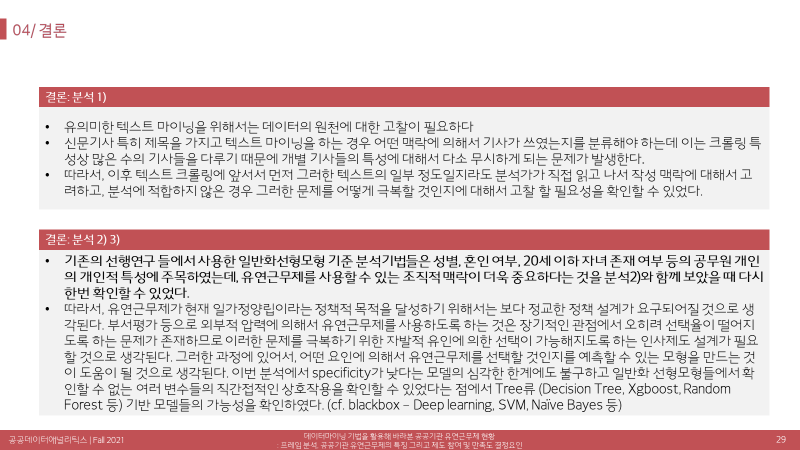 04/ 결론
결론: 분석 1)
• 유의미한 텍스트 마이닝을 위해서는 데이터의 원천에 대한 고찰이 필요하다
• 신문기사 특히 제목을 가지고 텍스트 마이닝을 하는 경우 어떤 맥락에 의해서 기사가 쓰였는지를 분류해야 하는데 이는 크롤링 특
성상 많은 수의 기사들을 다루기 때문에 개별 기사들의 특성에 대해서 다소 무시하게 되는 문제가 발생한다.
• 따라서, 이후 텍스트 크롤링에 앞서서 먼저 그러한 텍스트의 일부 정도일지라도 분석가가 직접 읽고 나서 작성 맥락에 대해서 고
려하고, 분석에 적합하지 않은 경우 그러한 문제를 어떻게 극복할 것인지에 대해서 고찰 할 필요성을 확인할 수 있었다.
결론: 분석 2) 3)
• 기존의 선행연구 들에서 사용한 일반화선형모형 기준 분석기법들은 성별, 혼인 여부, 20세 이하 자녀 존재 여부 등의 공무원 개인
의 개인적 특성에 주목하였는데, 유연근무제를 사용할 수 있는 조직적 맥락이 더욱 중요하다는 것을 분석2)와 함께 보았을 때 다시
한번 확인할 수 있었다.
• 따라서, 유연근무제가 현재 일가정양립이라는 정책적 목적을 달성하기 위해서는 보다 정교한 정책 설계가 요구되어질 것으로 생
각된다. 부서평가 등으로 외부적 압력에 의해서 유연근무제를 사용하도록 하는 것은 장기적인 관점에서 오히려 선택율이 떨어지
도록 하는 문제가 존재하므로 이러한 문제를 극복하기 위한 자발적 유인에 의한 선택이 가능해지도록 하는 인사제도 설계가 필요
할 것으로 생각된다. 그러한 과정에 있어서, 어떤 요인에 의해서 유연근무제를 선택할 것인지를 예측할 수 있는 모형을 만드는 것
이 도움이 될 것으로 생각된다. 이번 분석에서 specificity가 낮다는 모델의 심각한 한계에도 불구하고 일반화 선형모형들에서 확
인할 수 없는 여러 변수들의 직간접적인 상호작용을 확인할 수 있었다는 점에서 Tree류 (Decision Tree, Xgboost, Random
Forest 등) 기반 모델들의 가능성을 확인하였다. (cf. blackbox – Deep learning, SVM, Naïve Bayes 등)
공공데이터애널리틱스 | Fall 2021
데이터마이닝 기법을 활용해 바라본 공공기관 유연근무제 현황
: 프레임 분석, 공공기관 유연근무제의 특징 그리고 제도 참여 및 만족도 결정요인
29